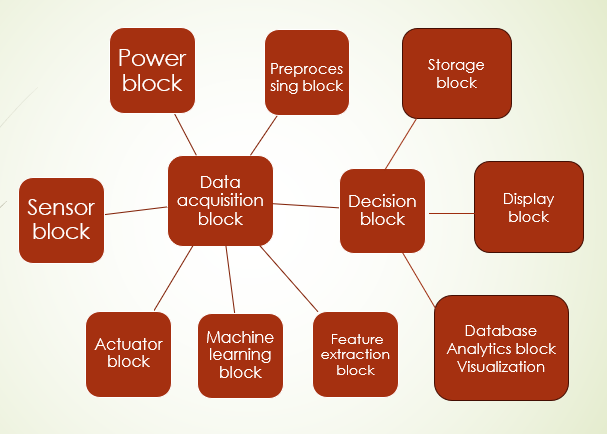 Power
block
Preproces
sing block
Storage
block
Sensor
block
Data
acquisition
block
Decision
block
Display
block
Actuator
block
Machine
learning
block
Feature
extraction
block
Database
Analytics block
Visualization